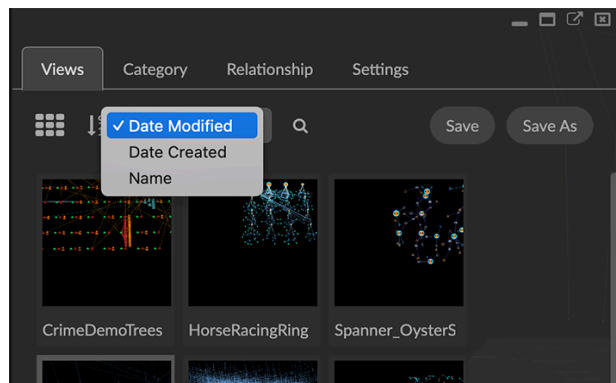 Views Category Relationship Settings
✓ Date Modified
Date Created
Name
Save Save As
CrimeDemoTrees HorseRacingRing Spanner_OysterS